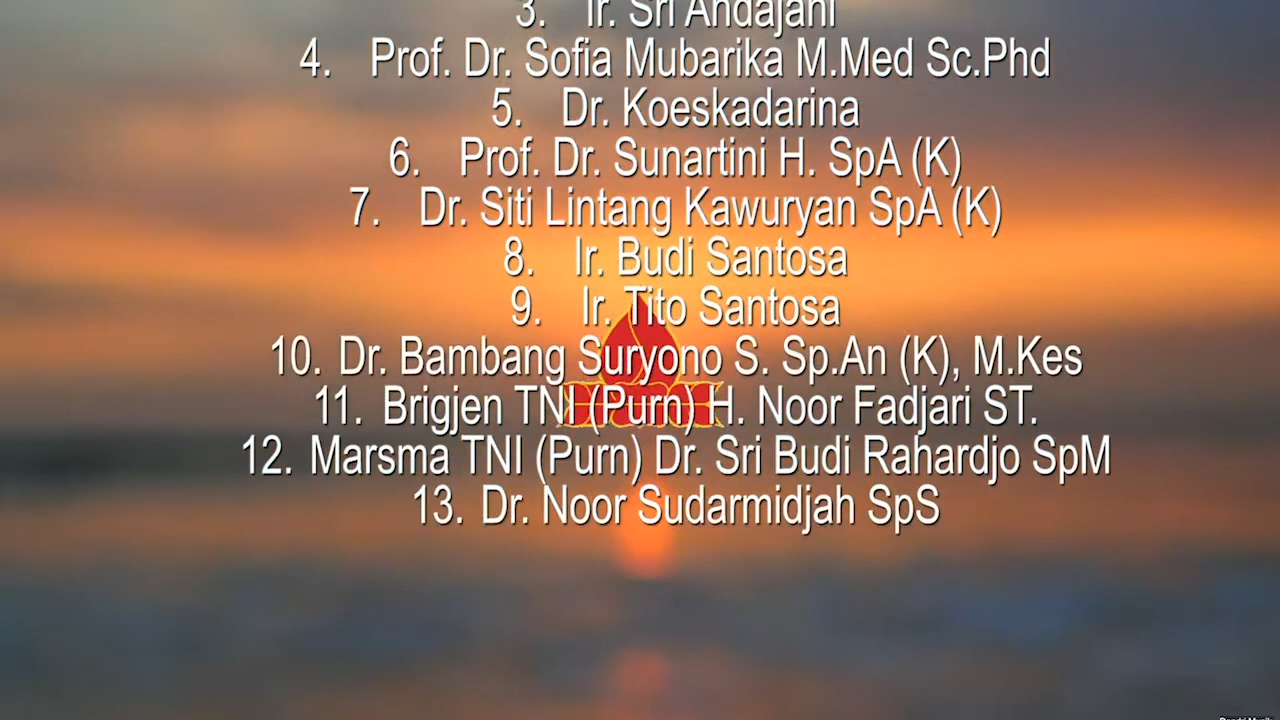 3. Ir. Sri Andajani
4. Prof. Dr. Sofia Mubarika M.Med Sc.Phd
5. Dr. Koeskadarina
6. Prof. Dr. Sunartini H. SpA (K)
7. Dr. Siti Lintang Kawuryan SpA (K)
8. Ir. Budi Santosa
9. Ir. Tito Santosa
10. Dr. Bambang Suryono S. Sp.An (K), M.Kes
11. Brigjen TNI (Purn) H. Noor Fadjari ST.
12. Marsma TNI (Purn) Dr. Sri Budi Rahardjo SpM
13. Dr. Noor Sudarmidjah SpS